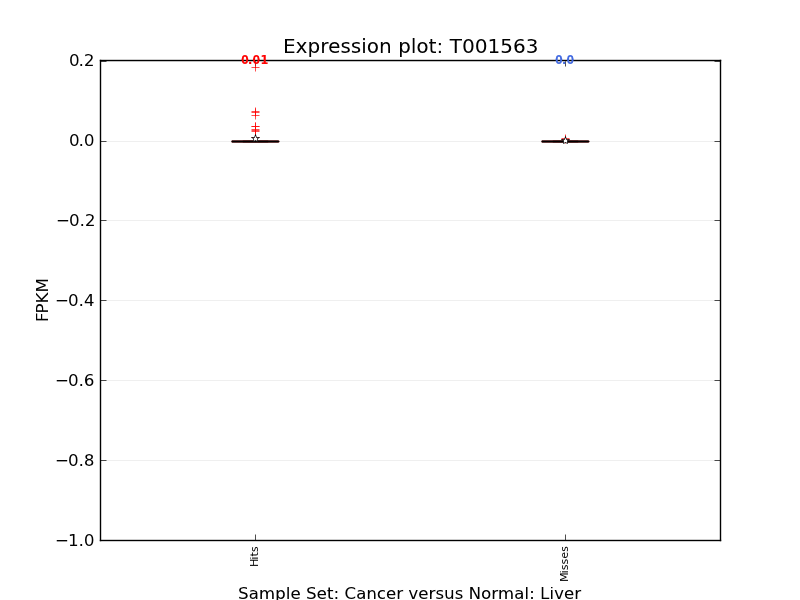 Expression plot: T001563
0.01
0.0
0.2
0.0
−0.2
−0.4
−0.6
−0.8
−1.0
FPKM
Hits
Misses
Sample Set: Cancer versus Normal: Liver